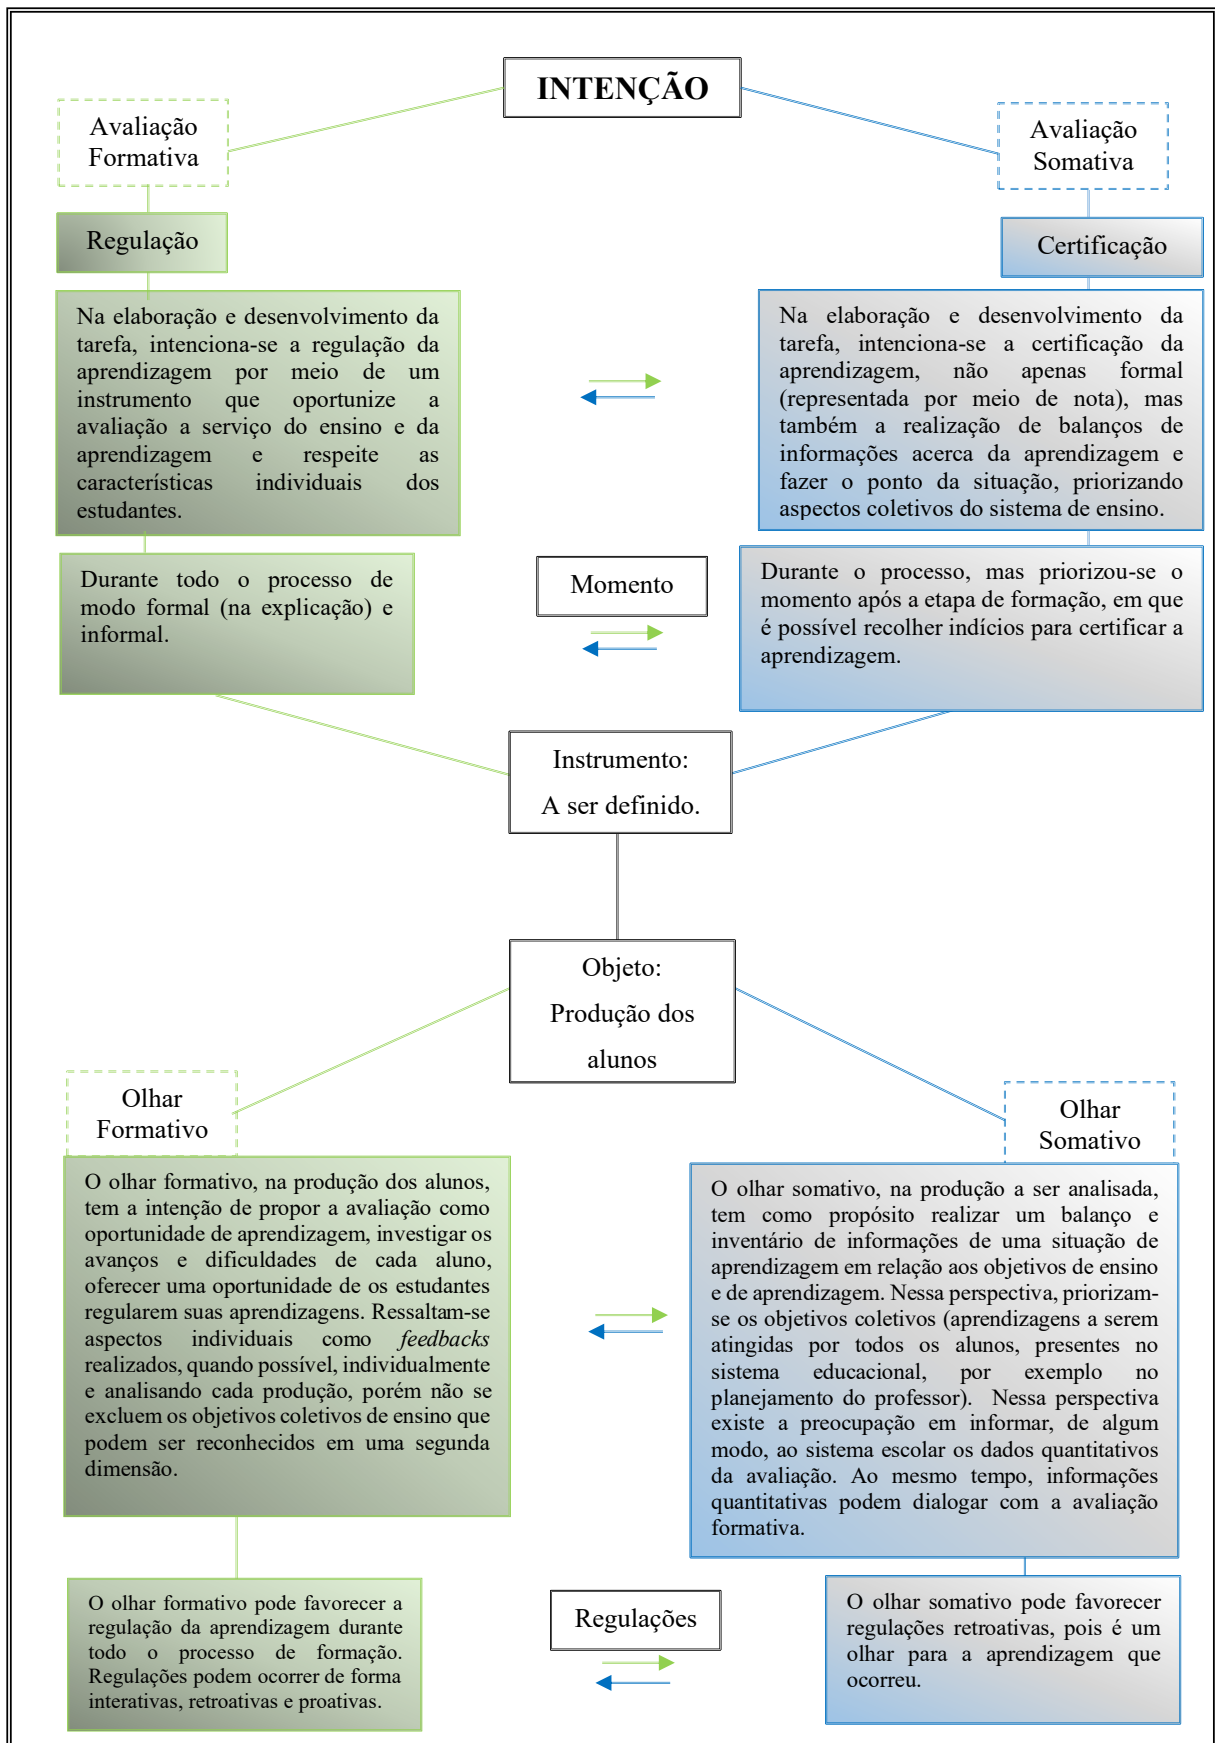 INTENÇÃO
Avaliação
Formativa
Avaliação
Somativa
Regulação
Certificação
Na elaboração e desenvolvimento da
tarefa, intenciona-se a regulação da
aprendizagem por meio de um
instrumento que oportunize a
avaliação a serviço do ensino e da
aprendizagem e respeite as
características individuais dos
estudantes.
Na elaboração e desenvolvimento da
tarefa, intenciona-se a certificação da
aprendizagem, não apenas formal
(representada por meio de nota), mas
também a realização de balanços de
informações acerca da aprendizagem e
fazer o ponto da situação, priorizando
aspectos coletivos do sistema de ensino.
Durante todo o processo de
modo formal (na explicação) e
informal.
Momento
Durante o processo, mas priorizou-se o
momento após a etapa de formação, em que
é possível recolher indícios para certificar a
aprendizagem.
Instrumento:
A ser definido.
Objeto:
Produção dos
alunos
Olhar
Formativo
Olhar
Somativo
O olhar formativo, na produção dos alunos,
tem a intenção de propor a avaliação como
oportunidade de aprendizagem, investigar os
avanços e dificuldades de cada aluno,
oferecer uma oportunidade de os estudantes
regularem suas aprendizagens. Ressaltam-se
aspectos individuais como feedbacks
realizados, quando possível, individualmente
e analisando cada produção, porém não se
excluem os objetivos coletivos de ensino que
podem ser reconhecidos em uma segunda
dimensão.
O olhar somativo, na produção a ser analisada,
tem como propósito realizar um balanço e
inventário de informações de uma situação de
aprendizagem em relação aos objetivos de ensino
e de aprendizagem. Nessa perspectiva, priorizam-
se os objetivos coletivos (aprendizagens a serem
atingidas por todos os alunos, presentes no
sistema educacional, por exemplo no
planejamento do professor). Nessa perspectiva
existe a preocupação em informar, de algum
modo, ao sistema escolar os dados quantitativos
da avaliação. Ao mesmo tempo, informações
quantitativas podem dialogar com a avaliação
formativa.
O olhar formativo pode favorecer a
regulação da aprendizagem durante
todo o processo de formação.
Regulações podem ocorrer de forma
interativas, retroativas e proativas.
Regulações
O olhar somativo pode favorecer
regulações retroativas, pois é um
olhar para a aprendizagem que
ocorreu.